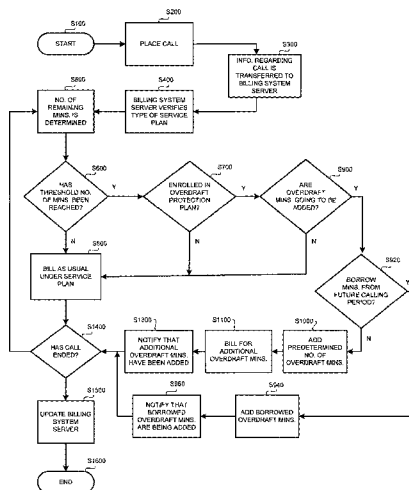 S100
START
S200
PLACE CALL
S300
INFO. REGARDING
CALL IS
TRANSFERRED TO
BILLING SYSTEM
SERVER
S400
BILLING SYSTEM
SERVER VERIFIES
TYPE OF SERVICE
PLAN
NO. OF
REMAINING
MINS. IS
DETERMINED
S600
HAS
THRESHOLD NO.
OF MINS. BEEN
REACHED?
Y
N
S700
ENROLLED IN
OVERDRAFT
PROTECTION
PLAN?
Y
N
S900
ARE
OVERDRAFT
MINS. GOING TO BE
ADDED?
Y
N
BILL AS USUAL
UNDER SERVICE
PLAN
S920
BORROW
MINS. FROM
FUTURE CALLING
PERIOD?
Y
N
S1000
ADD
PREDETERMINED
NO. OF
OVERDRAFT MINS.
S1100
BILL FOR
ADDITIONAL
OVERDRAFT MINS.
NOTIFY THAT
ADDITIONAL
OVERDRAFT MINS.
HAVE BEEN ADDED
S1400
HAS CALL
ENDED?
N
Y
S940
ADD BORROWED
OVERDRAFT MINS.
S960
NOTIFY THAT
BORROWED
OVERDRAFT MINS.
ARE BEING ADDED
S1500
UPDATE BILLING
SYSTEM
SERVER
S1600
END